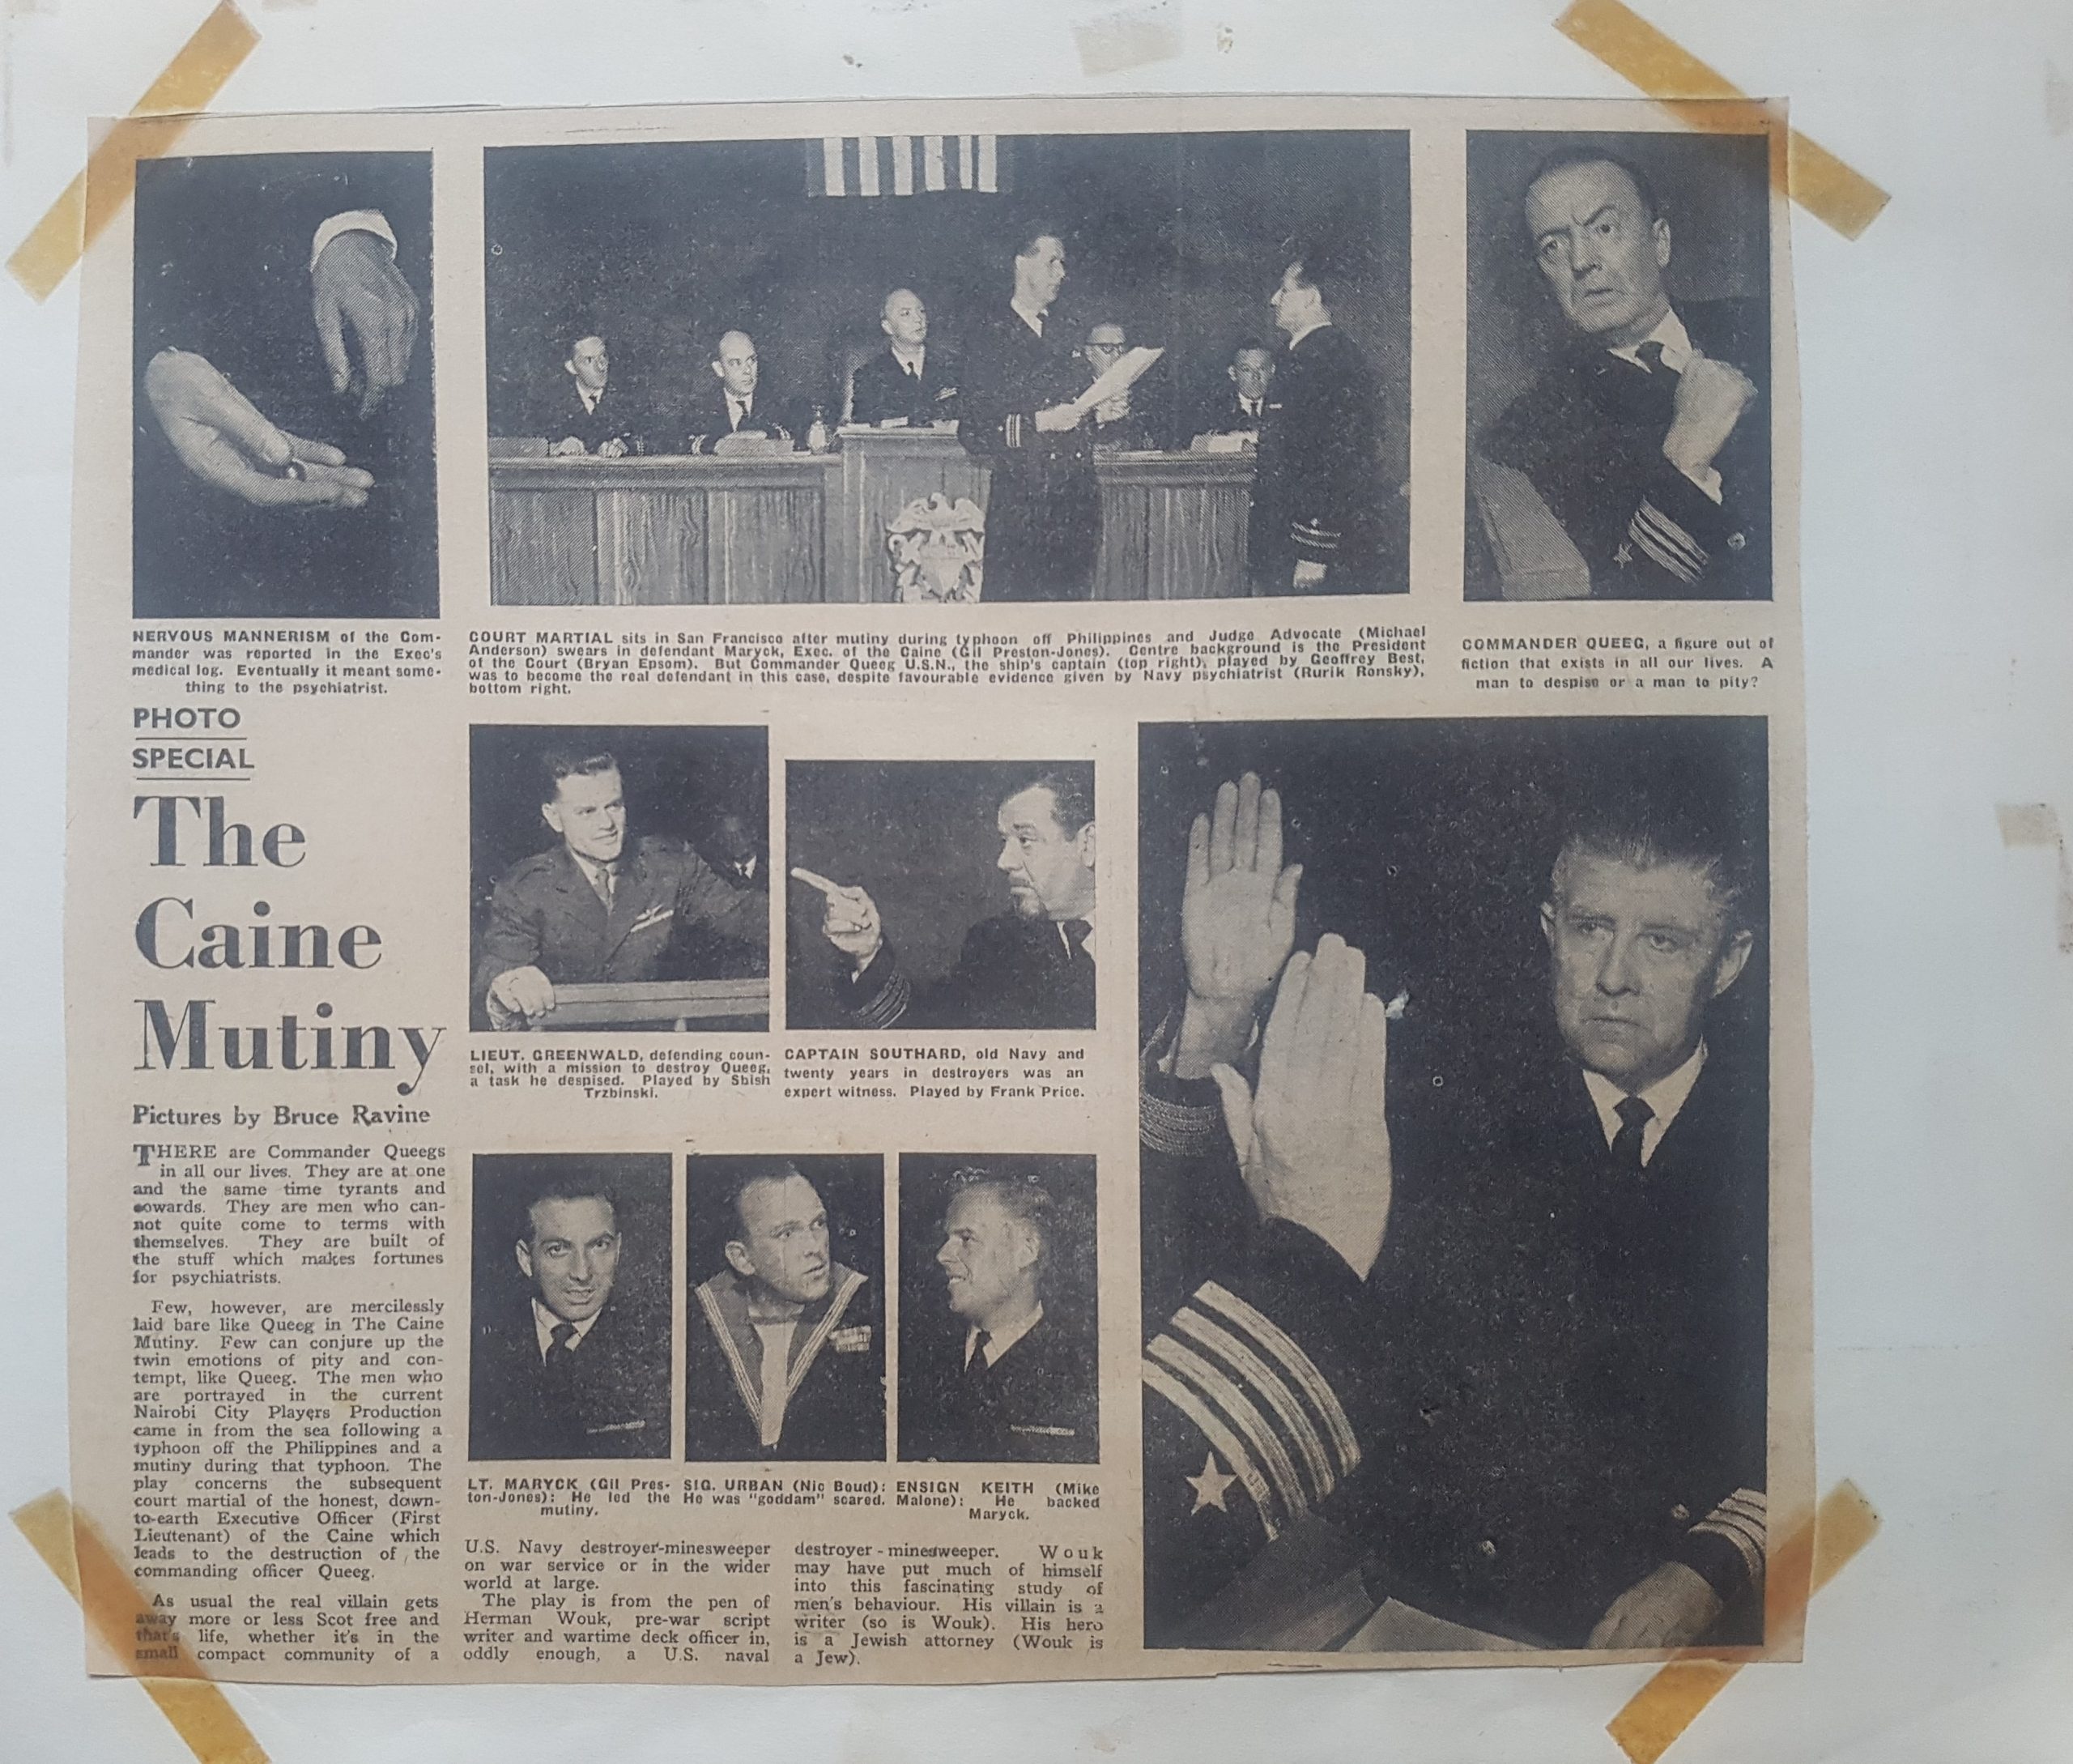 NERVOUS MANNERISM of the Com-
mander was reported in the Exec's
medical log. Eventually it meant some-
thing to the psychiatrist.
COURT MARTIAL sits in San Francisco after mutiny during typhoon off Philippines and Judge Advocate (Michael
Anderson) swears in defendant Maryck, Exec. of the Caine (Gil Preston-Jones). Centre background is the President
of the Court (Bryan Epsom). But Commander Queeg U.S.N., the ship's captain (top right), played by Geoffrey Best,
was to become the real defendant in this case, despite favourable evidence given by Navy psychiatrist (Rurik Ronsky),
bottom right.
COMMANDER QUEEG, a figure out of
fiction that exists in all our lives. A
man to despise or a man to pity?
PHOTO
SPECIAL
The
Caine
Mutiny
Pictures by Bruce Ravine
THERE are Commander Queegs
in all our lives. They are at one
and the same time tyrants and
cowards. They are men who can-
not quite come to terms with
themselves. They are built of
the stuff which makes fortunes
for psychiatrists.
Few, however, are mercilessly
laid bare like Queeg in The Caine
Mutiny. Few can conjure up the
twin emotions of pity and con-
tempt, like Queeg. The men who
are portrayed in the current
Nairobi City Players Production
came in from the sea following a
typhoon off the Philippines and a
mutiny during that typhoon. The
play concerns the subsequent
court martial of the honest, down-
to-earth Executive Officer (First
Lieutenant) of the Caine which
leads to the destruction of the
commanding officer Queeg.
As usual the real villain gets
away more or less Scot free and
that's life, whether it's in the
small compact community of a
LIEUT. GREENWALD, defending coun-
sel, with a mission to destroy Queeg,
a task he despised. Played by Sbish
Trzbinski.
CAPTAIN SOUTHARD, old Navy and
twenty years in destroyers was an
expert witness. Played by Frank Price.
LT. MARYCK (Gil Pres-
ton-Jones): He led the
mutiny.
SIG. URBAN (Nic Boud):
He was "goddam" scared.
ENSIGN KEITH (Mike
Malone): He backed
Maryck.
U.S. Navy destroyer-minesweeper
on war service or in the wider
world at large.
The play is from the pen of
Herman Wouk, pre-war script
writer and wartime deck officer in,
oddly enough, a U.S. naval
destroyer-minesweeper. Wouk
may have put much of himself
into this fascinating study of
men's behaviour. His villain is a
writer (so is Wouk). His hero
is a Jewish attorney (Wouk is
a Jew).